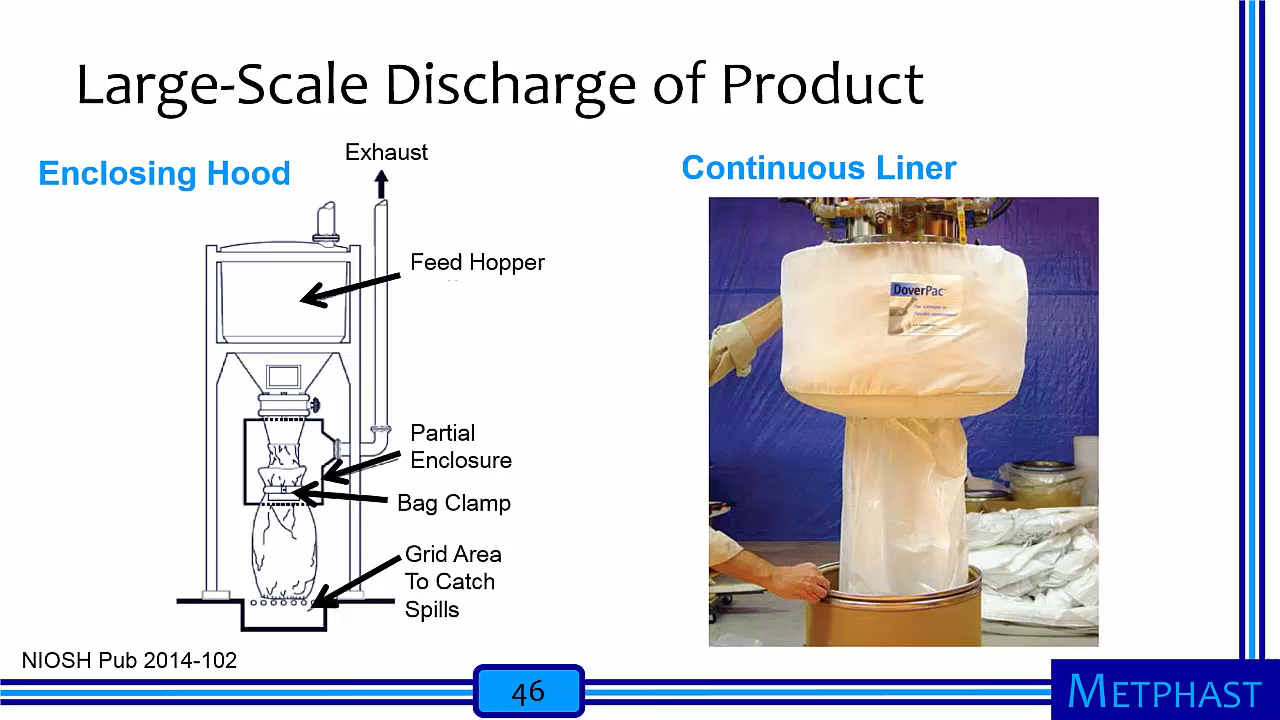 Large-Scale Discharge of Product
Enclosing Hood
Exhaust
Continuous Liner
Feed Hopper
DoverPac
Partial
Enclosure
Bag Clamp
Grid Area
To Catch
Spills
NIOSH Pub 2014-102
46
METPHAST